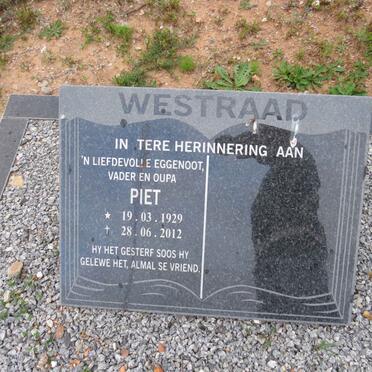 WESTRAAD
IN TERE HERINNERING AAN
'N LIEFDEVOLLE EGGENOOT,
VADER EN OUPA
PIET
★ 19.03.1929
† 28.06.2012
HY HET GESTERF SOOS HY
GELEWE HET, ALMAL SE VRIEND.